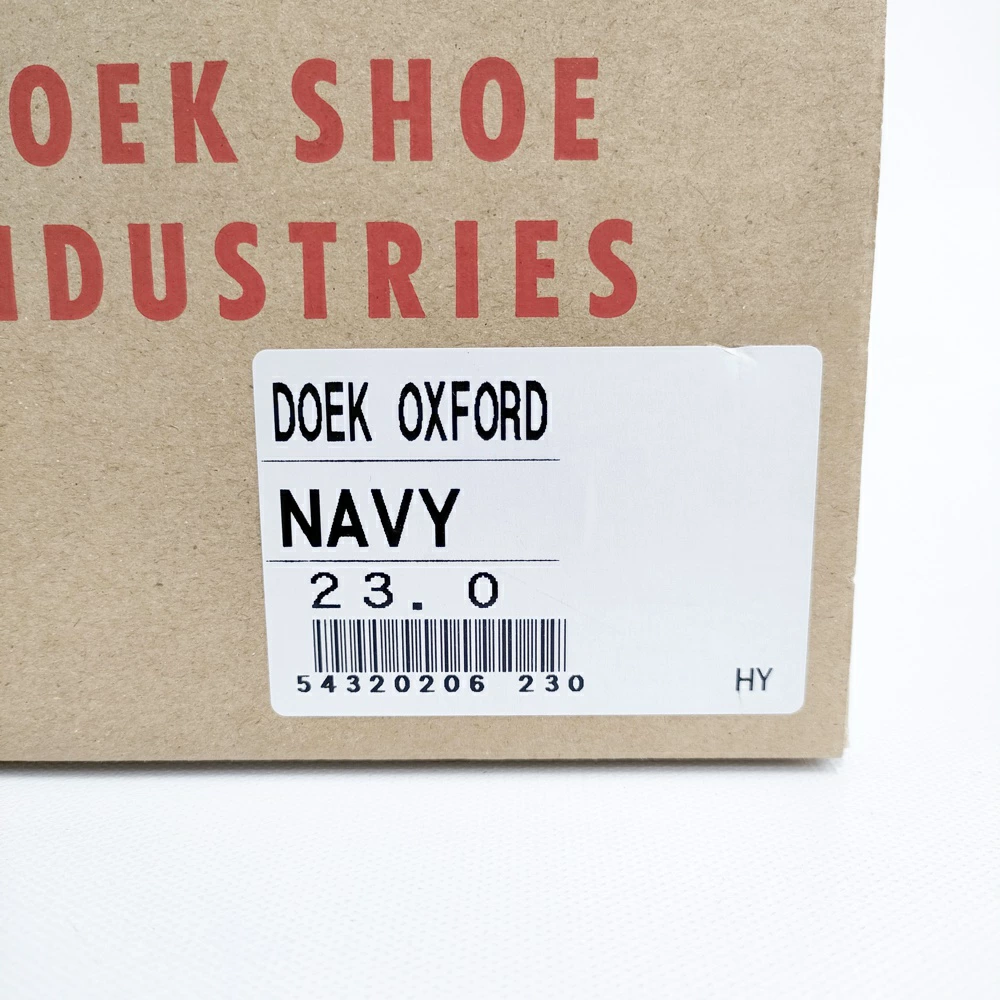 OEK SHOE
NDUSTRIES
DOEK OXFORD
NAVY
23.0
54320206 230
HY